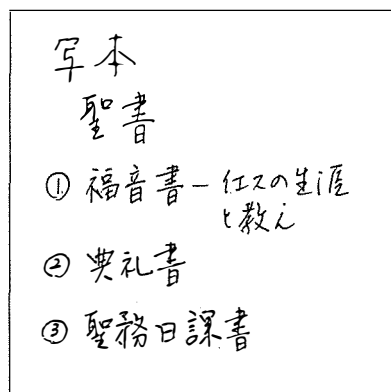 写本
聖書
① 福音書 － イエスの生涯
と教え
② 典礼書
③ 聖務日課書